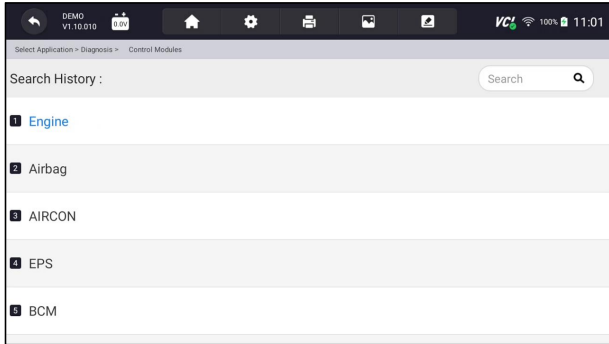 DEMO
V1.10.010
0.0V
VCI 100% 11:01
Select Application > Diagnosis > Control Modules
Search History :
Search
1 Engine
2 Airbag
3 AIRCON
4 EPS
5 BCM